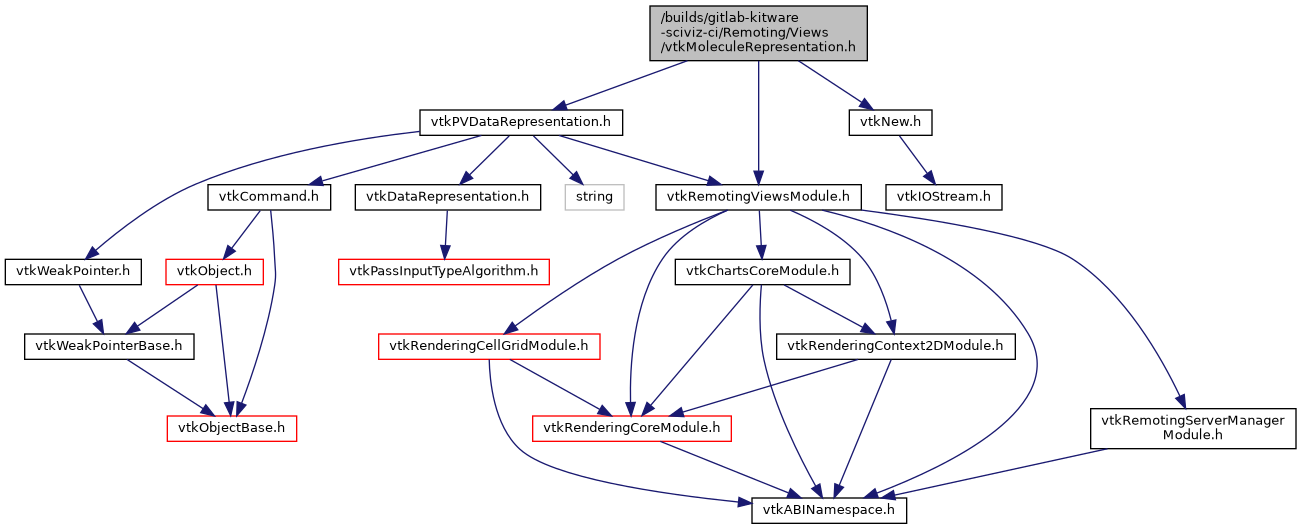 /builds/gitlab-kitware
-sciviz-ci/Remoting/Views
/vtkMoleculeRepresentation.h
vtkPVDataRepresentation.h
vtkNew.h
vtkCommand.h
vtkDataRepresentation.h
string
vtkRemotingViewsModule.h
vtkIOStream.h
vtkWeakPointer.h
vtkObject.h
vtkPassInputTypeAlgorithm.h
vtkChartsCoreModule.h
vtkWeakPointerBase.h
vtkRenderingCellGridModule.h
vtkRenderingContext2DModule.h
vtkObjectBase.h
vtkRenderingCoreModule.h
vtkRemotingServerManager
Module.h
vtkABINamespace.h